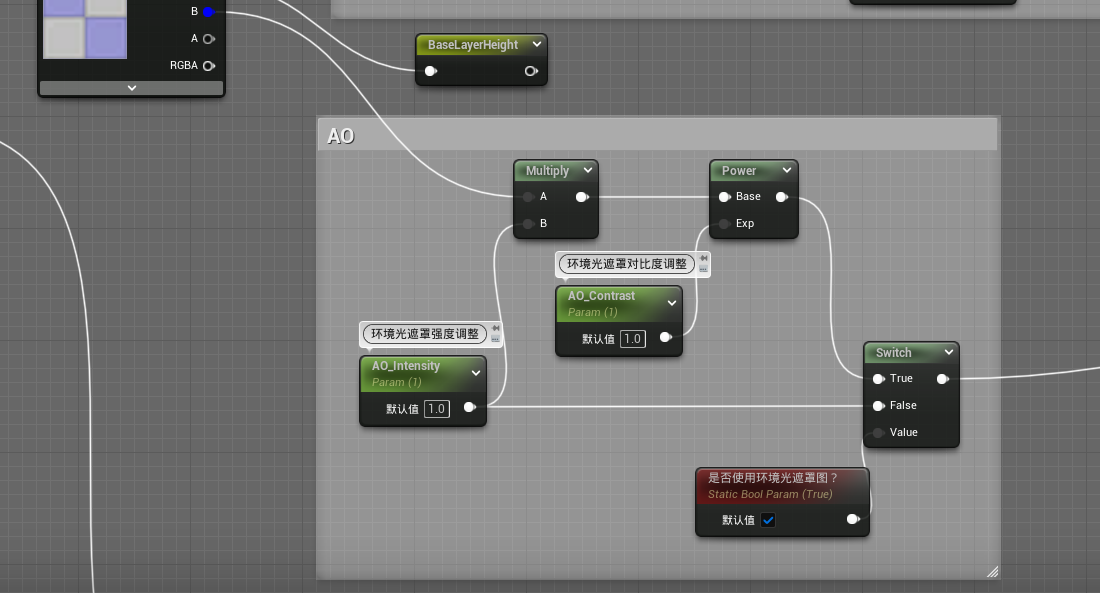 B
A
RGBA
BaseLayerHeight
AO
Multiply
A
B
Power
Base
Exp
环境光遮罩对比度调整
AO_Contrast
Param (1)
默认值 1.0
环境光遮罩强度调整
AO_Intensity
Param (1)
默认值 1.0
Switch
True
False
Value
是否使用环境光遮罩图？
Static Bool Param (True)
默认值